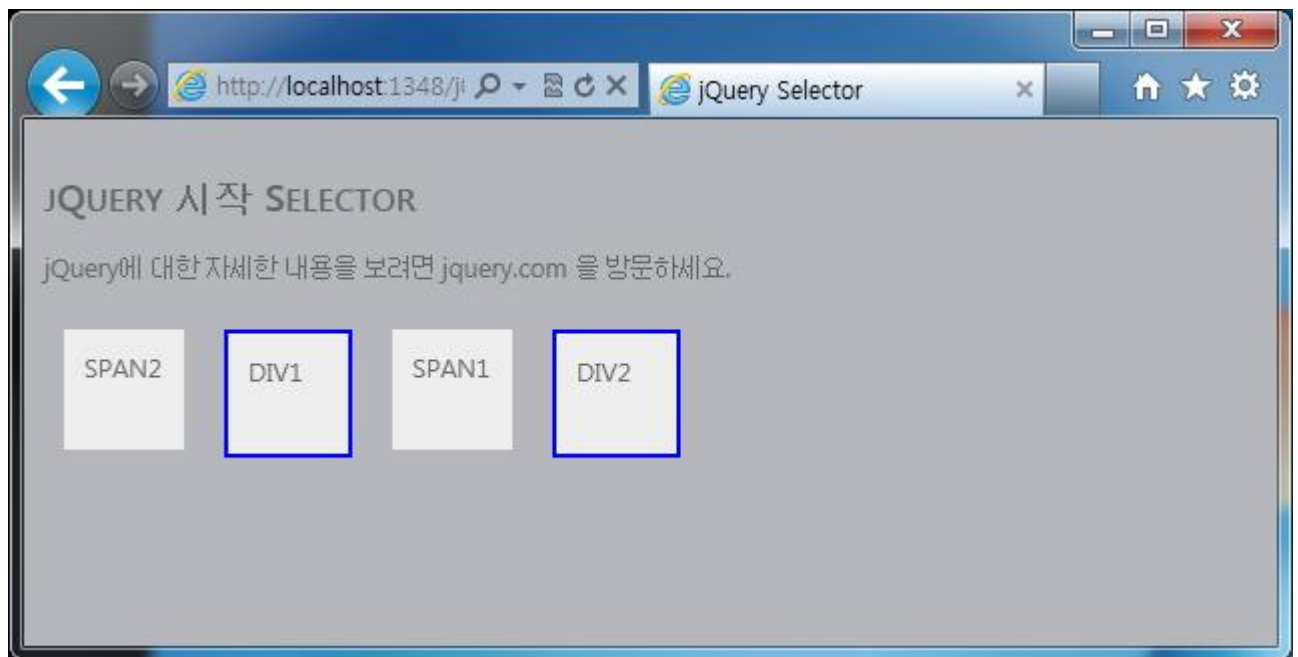 http://localhost:1348/j
jQuery Selector
JQUERY 시작 SELECTOR
jQuery에 대한 자세한 내용을 보려면 jquery.com 을 방문하세요.
SPAN2
DIV1
SPAN1
DIV2